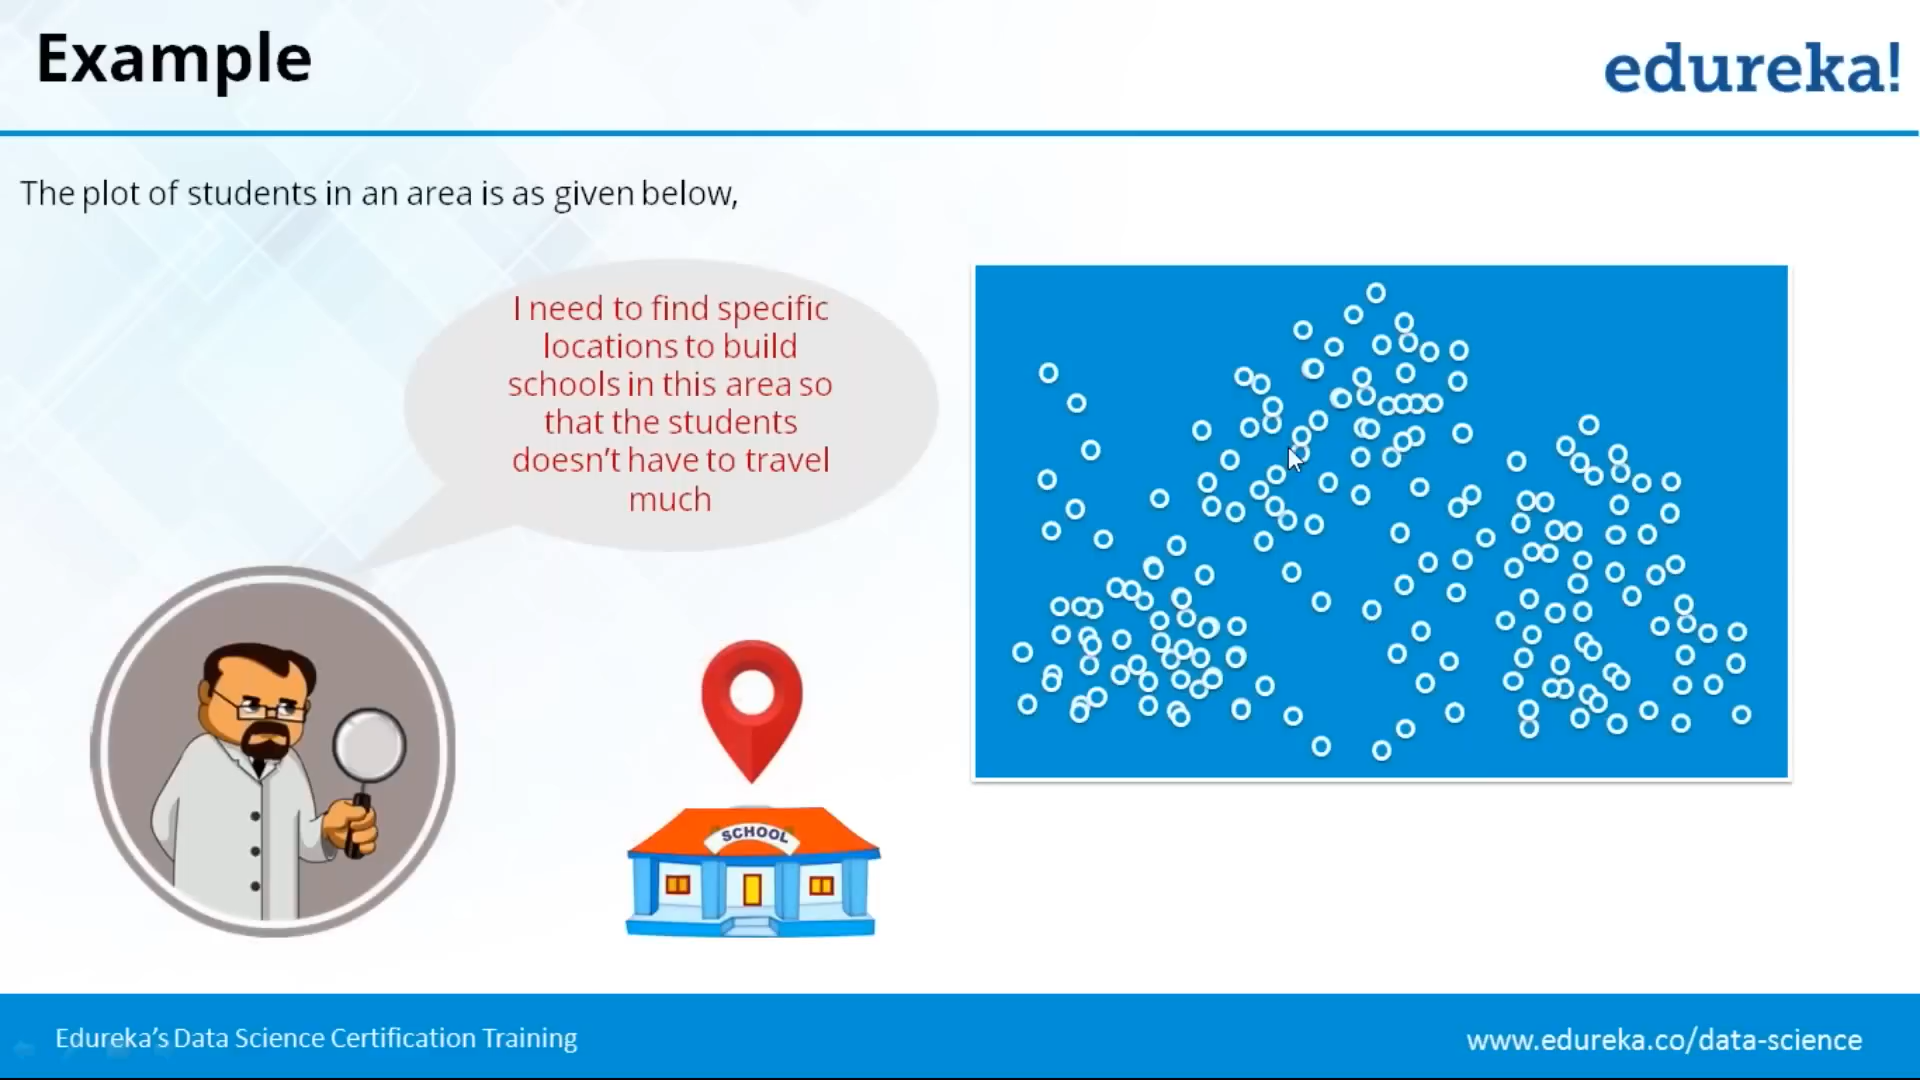 Example
edureka!
The plot of students in an area is as given below,
I need to find specific
locations to build
schools in this area so
that the students
doesn’t have to travel
much
SCHOOL
Edureka’s Data Science Certification Training
www.edureka.co/data-science